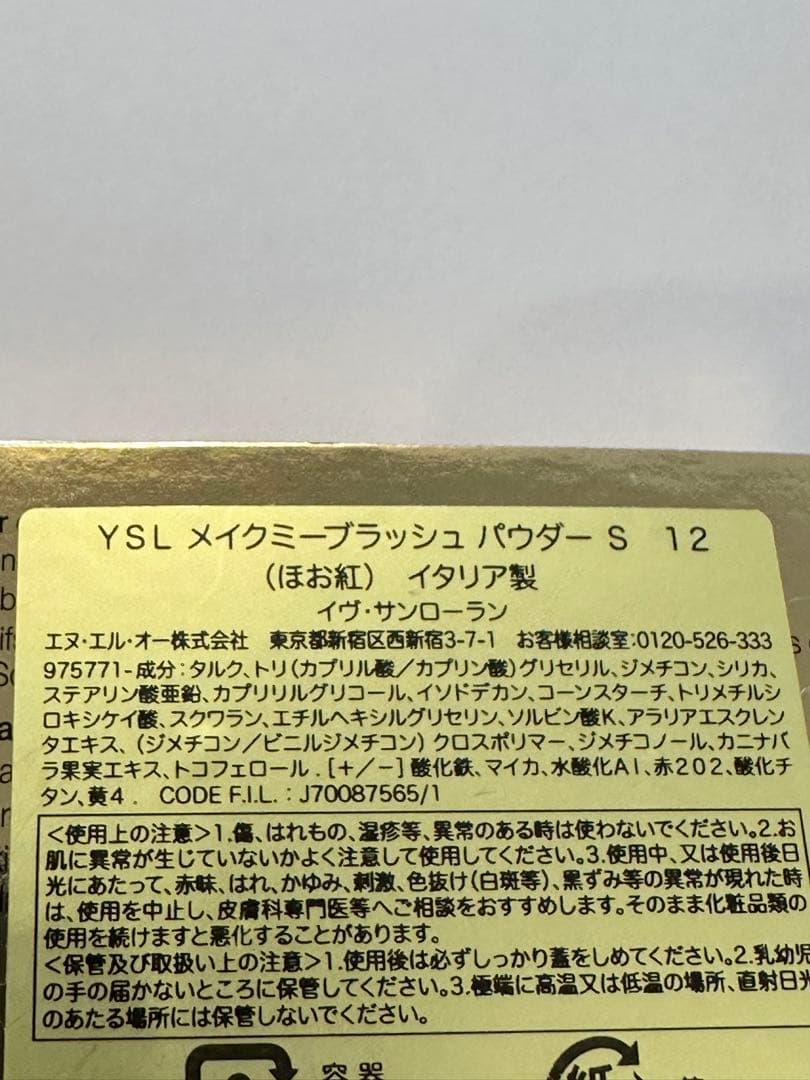 YSL メイクミーブラッシュ パウダー S 12
(ほお紅) イタリア製
イヴ・サンローラン
エヌ・エル・オー株式会社 東京都新宿区西新宿3-7-1 お客様相談室:0120-526-333
975771-成分:タルク、トリ(カプリル酸/カプリン酸)グリセリル、ジメチコン、シリカ、
ステアリン酸亜鉛、カプリリルグリコール、イソドデカン、コーンスターチ、トリメチルシ
ロキシケイ酸、スクワラン、エチルヘキシルグリセリン、ソルビン酸K、アラリアエスクレン
タエキス、(ジメチコン/ビニルジメチコン)クロスポリマー、ジメチコノール、カニナバ
ラ果実エキス、トコフェロール.[+/-]酸化鉄、マイカ、水酸化Al、赤202、酸化チ
タン、黄4. CODE F.I.L.: J70087565/1
<使用上の注意>1.傷、はれもの、湿疹等、異常のある時は使わないでください。2.お
肌に異常が生じていないかよく注意して使用してください。3.使用中、又は使用後日
光にあたって、赤味、はれ、かゆみ、刺激、色抜け(白斑等)、黒ずみ等の異常が現れた時
は、使用を中止し、皮膚科専門医等へご相談をおすすめします。そのまま化粧品類の
使用を続けますと悪化することがあります。
<保管及び取扱い上の注意>1.使用後は必ずしっかり蓋をしめてください。2.乳幼児
の手の届かないところに保管してください。3.極端に高温又は低温の場所、直射日光
のあたる場所には保管しないでください。
容器